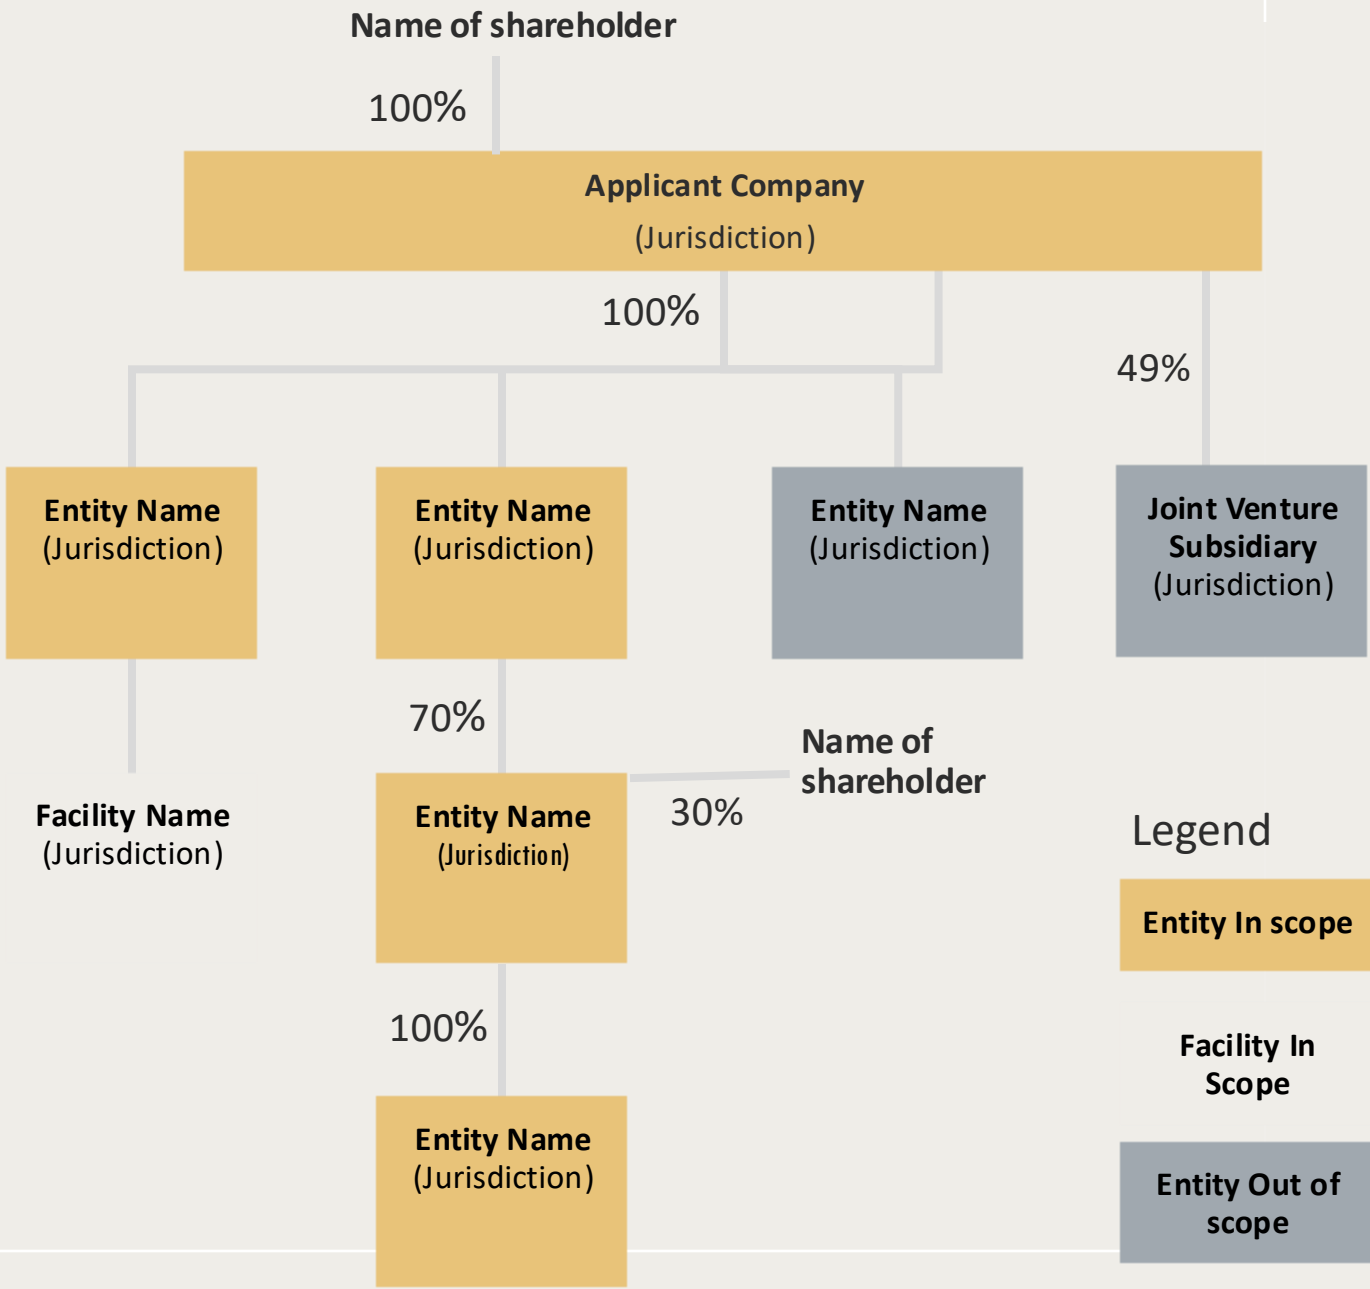 Name of shareholder
100%
Applicant Company
(Jurisdiction)
100%
49%
Entity Name
(Jurisdiction)
Entity Name
(Jurisdiction)
Entity Name
(Jurisdiction)
Joint Venture
Subsidiary
(Jurisdiction)
70%
Name of
shareholder
30%
Facility Name
(Jurisdiction)
Entity Name
(Jurisdiction)
100%
Entity Name
(Jurisdiction)
Legend
Entity In scope
Facility In
Scope
Entity Out of
scope